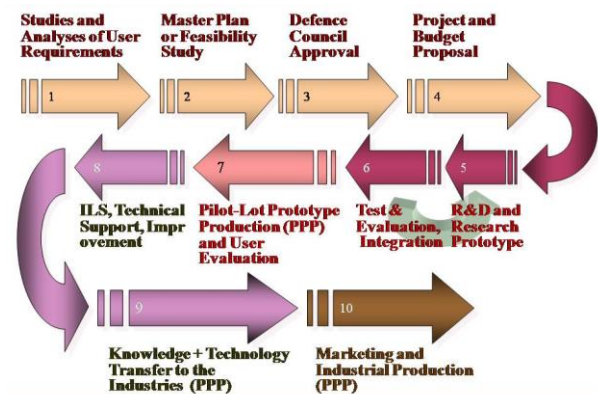 Studies and
Analyses of User
Requirements
Master Plan
or Feasibility
Study
Defence
Council
Approval
Project and
Budget
Proposal
1
2
3
4
8
7
6
5
ILS, Technical
Support, Impr
ovement
Pilot-Lot Prototype
Production (PPP)
and User
Evaluation
Test &
Evaluation,
Integration
R&D and
Research
Prototype
9
10
Knowledge + Technology
Transfer to the
Industries (PPP)
Marketing and
Industrial Production
(PPP)